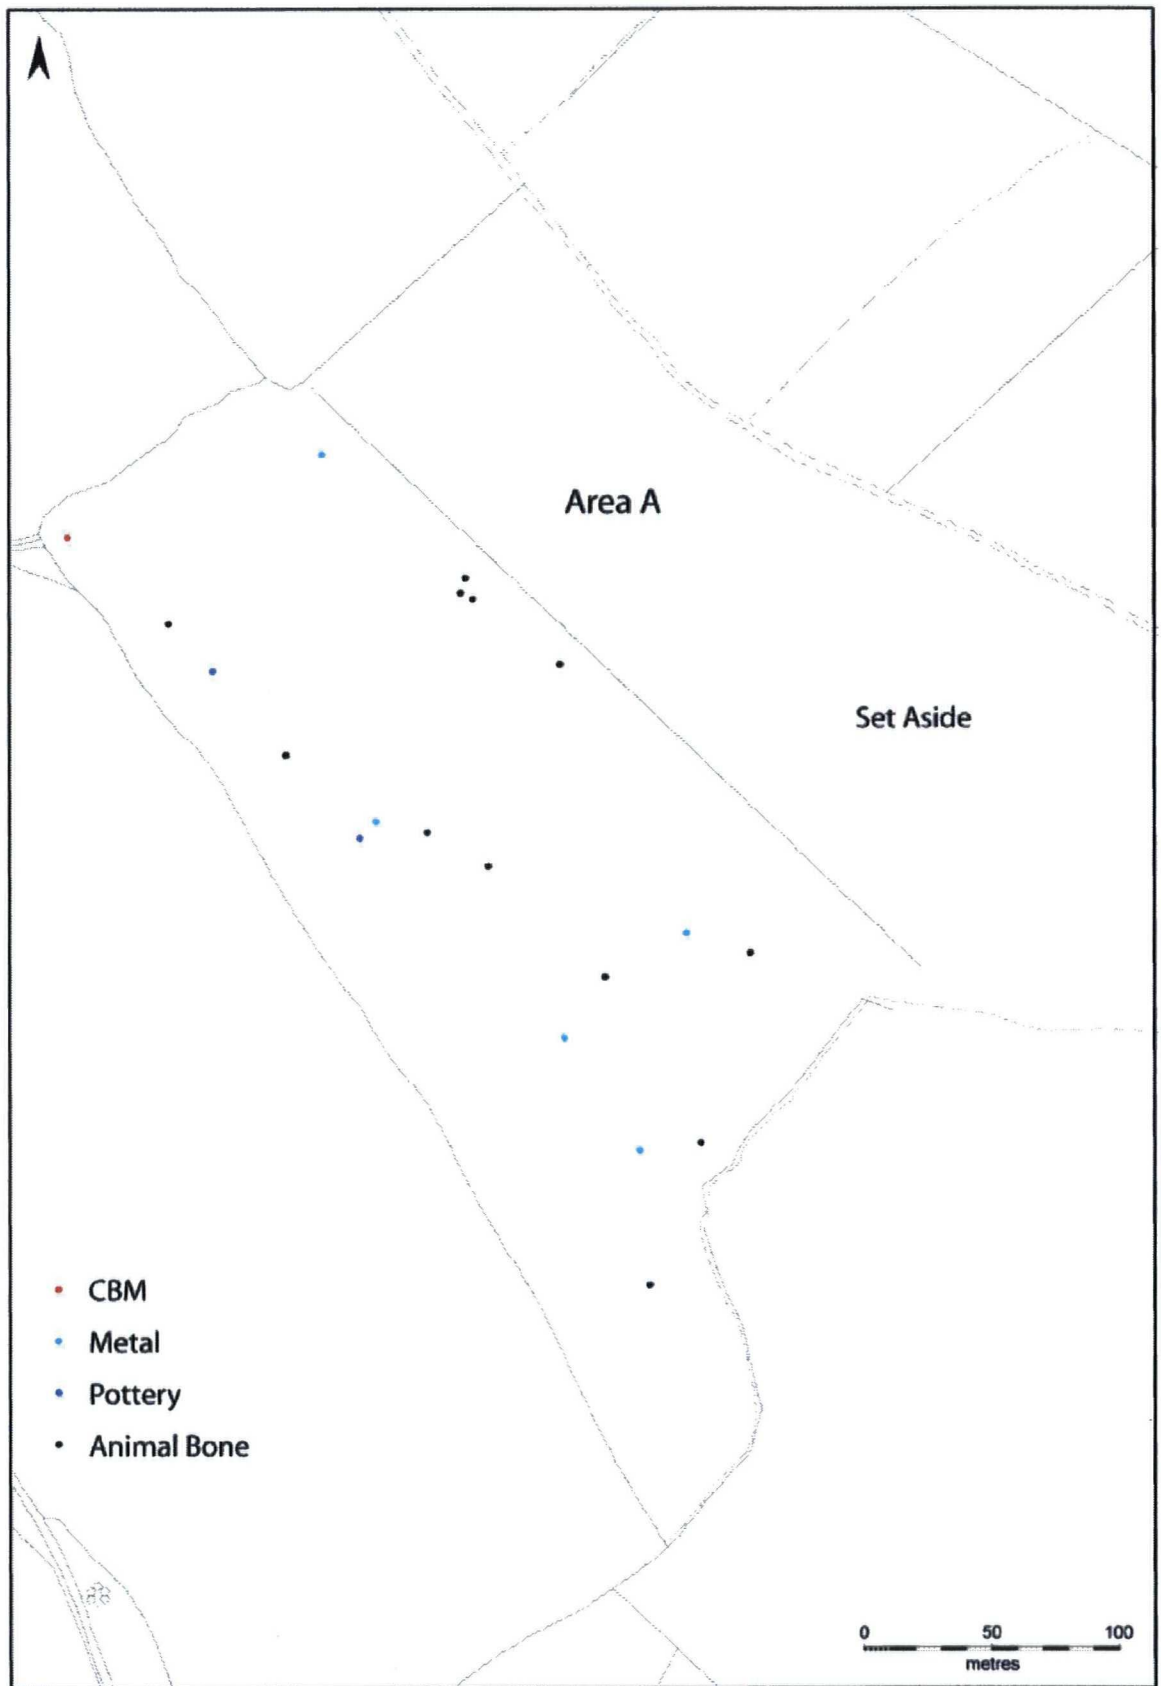 Area A
Set Aside
CBM
Metal
Pottery
Animal Bone
0 50 100
metres